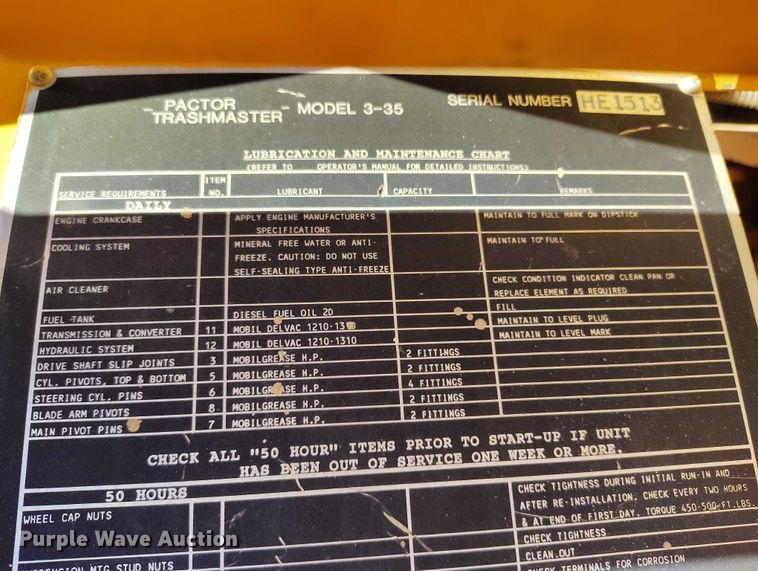 PACTOR
TRASHMASTER MODEL 3-35 SERIAL NUMBER HE1513
LUBRICATION AND MAINTENANCE CHART
(REFER TO OPERATOR'S MANUAL FOR DETAILED INSTRUCTIONS)
SERVICE REQUIREMENTS ITEM NO. LUBRICANT CAPACITY REMARKS
DAILY
ENGINE CRANKCASE APPLY ENGINE MANUFACTURER'S MAINTAIN TO FULL MARK ON DIPSTICK
SPECIFICATIONS
COOLING SYSTEM MINERAL FREE WATER OR ANTI- MAINTAIN TO FULL
FREEZE. CAUTION: DO NOT USE
SELF-SEALING TYPE ANTI-FREEZE
AIR CLEANER CHECK CONDITION INDICATOR CLEAN PAN OR
REPLACE ELEMENT AS REQUIRED
FUEL TANK DIESEL FUEL OIL 2D FILL
TRANSMISSION & CONVERTER 11 MOBIL DELVAC 1210-1310 MAINTAIN TO LEVEL PLUG
HYDRAULIC SYSTEM 12 MOBIL DELVAC 1210-1310 MAINTAIN TO LEVEL MARK
DRIVE SHAFT SLIP JOINTS 3 MOBILGREASE H.P. 2 FITTINGS
CYL. PIVOTS, TOP & BOTTOM 5 MOBILGREASE H.P. 2 FITTINGS
STEERING CYL. PINS 6 MOBILGREASE H.P. 4 FITTINGS
BLADE ARM PIVOTS 8 MOBILGREASE H.P. 2 FITTINGS
MAIN PIVOT PINS 7 MOBILGREASE H.P. 2 FITTINGS
CHECK ALL "50 HOUR" ITEMS PRIOR TO START-UP IF UNIT
HAS BEEN OUT OF SERVICE ONE WEEK OR MORE.
50 HOURS
WHEEL CAP NUTS CHECK TIGHTNESS DURING INITIAL RUN-IN AND
AFTER RE-INSTALLATION. CHECK EVERY TWO HOURS
& AT END OF FIRST DAY. TORQUE 450-500 FT.LBS.
CHECK TIGHTNESS
CLEAN OUT
MTG STUD NUTS CHECK TERMINALS FOR CORROSION
Purple Wave Auction